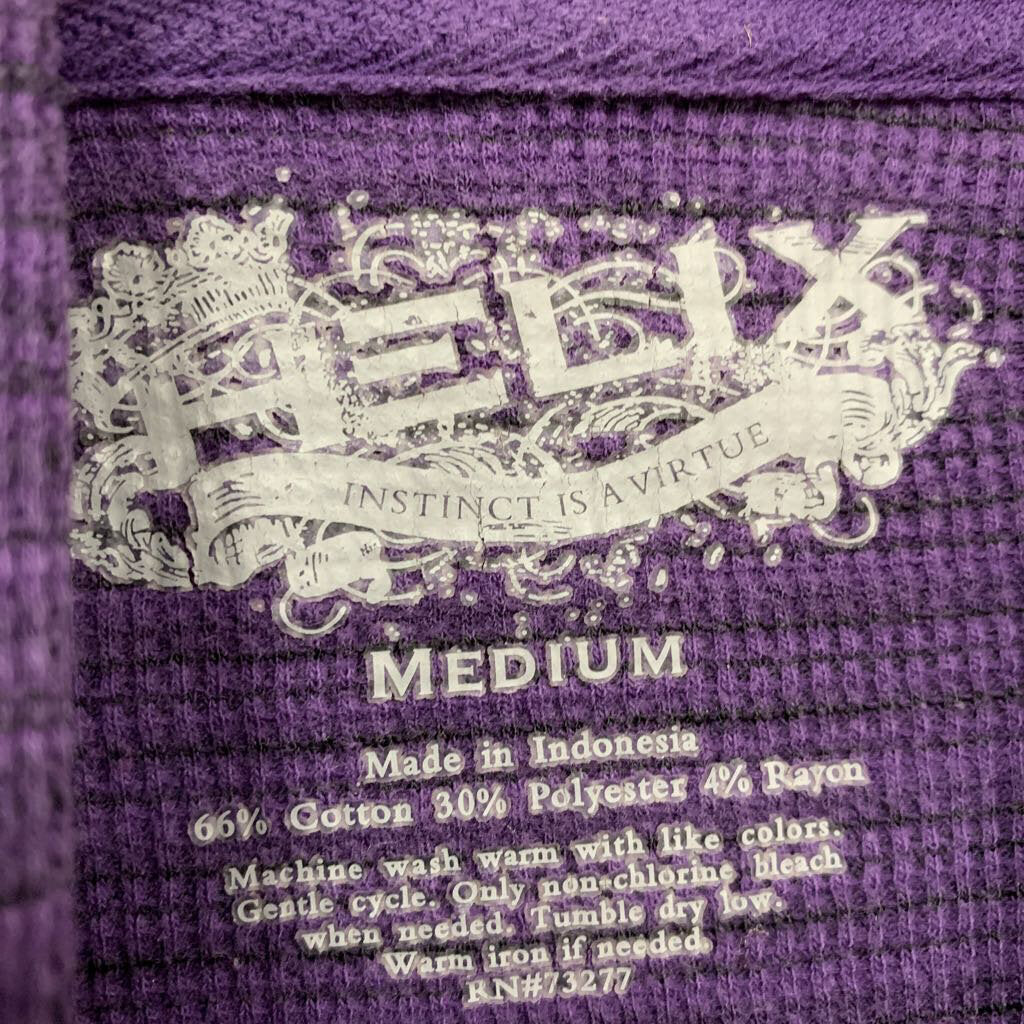 HELIX
INSTINCT IS A VIRTUE
MEDIUM
Made in Indonesia
66% Cotton 30% Polyester 4% Rayon
Machine wash warm with like colors.
Gentle cycle. Only non-chlorine bleach
when needed. Tumble dry low.
Warm iron if needed.
RN#73277